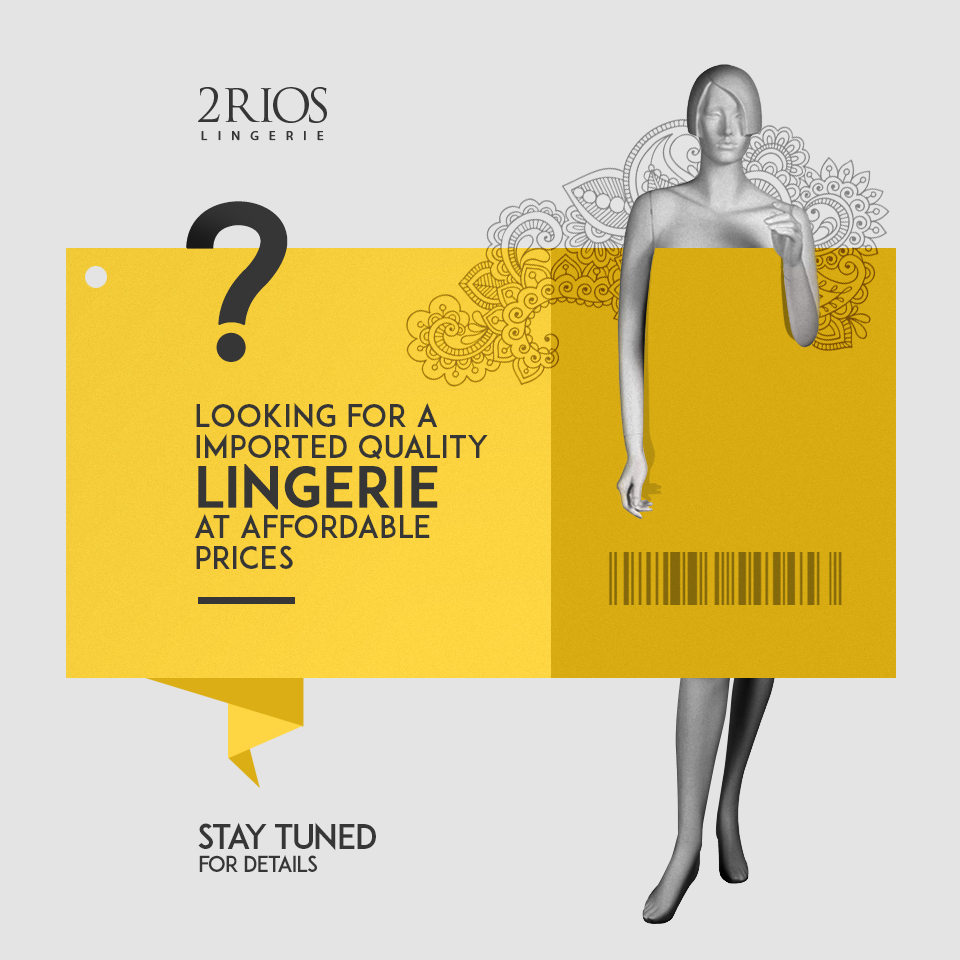 2RIOS
LINGERIE
?
LOOKING FOR A
IMPORTED QUALITY
LINGERIE
AT AFFORDABLE
PRICES
STAY TUNED
FOR DETAILS